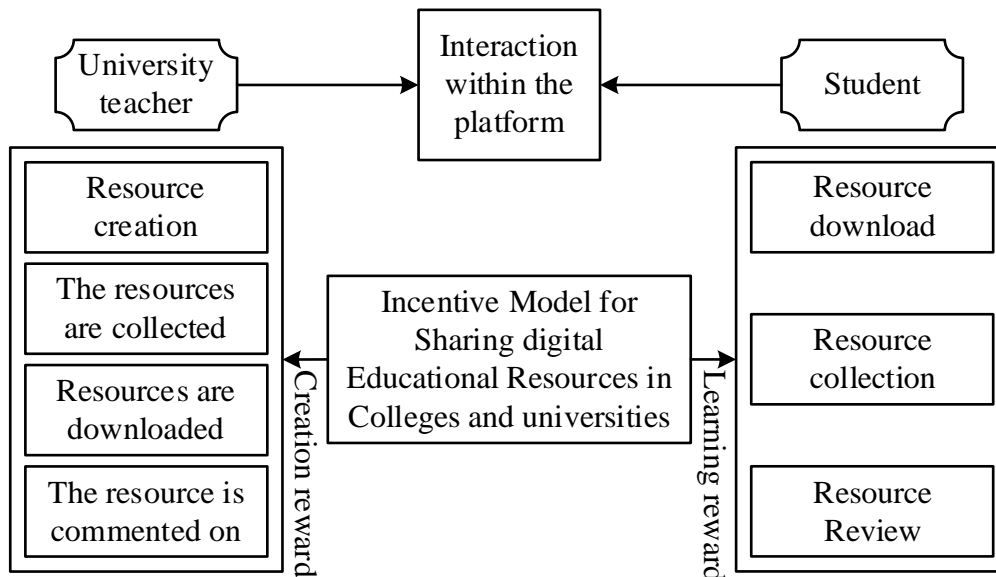 University
teacher
Interaction
within the
platform
Student
Resource
creation
The resources
are collected
Resources are
downloaded
The resource is
commented on
Creation reward
Incentive Model for
Sharing digital
Educational Resources in
Colleges and universities
Learning reward
Resource
download
Resource
collection
Resource
Review